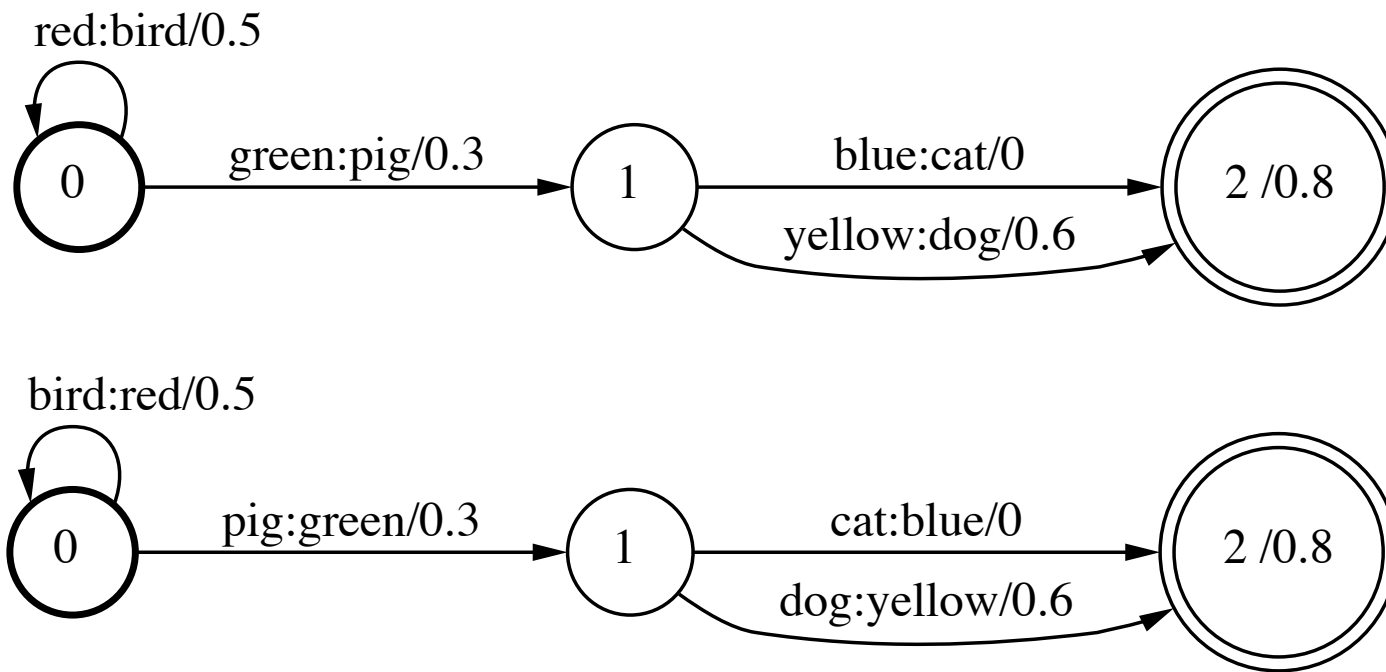 red:bird/0.5
green:pig/0.3
blue:cat/0
0
1
2 /0.8
yellow:dog/0.6
bird:red/0.5
pig:green/0.3
cat:blue/0
0
1
2 /0.8
dog:yellow/0.6